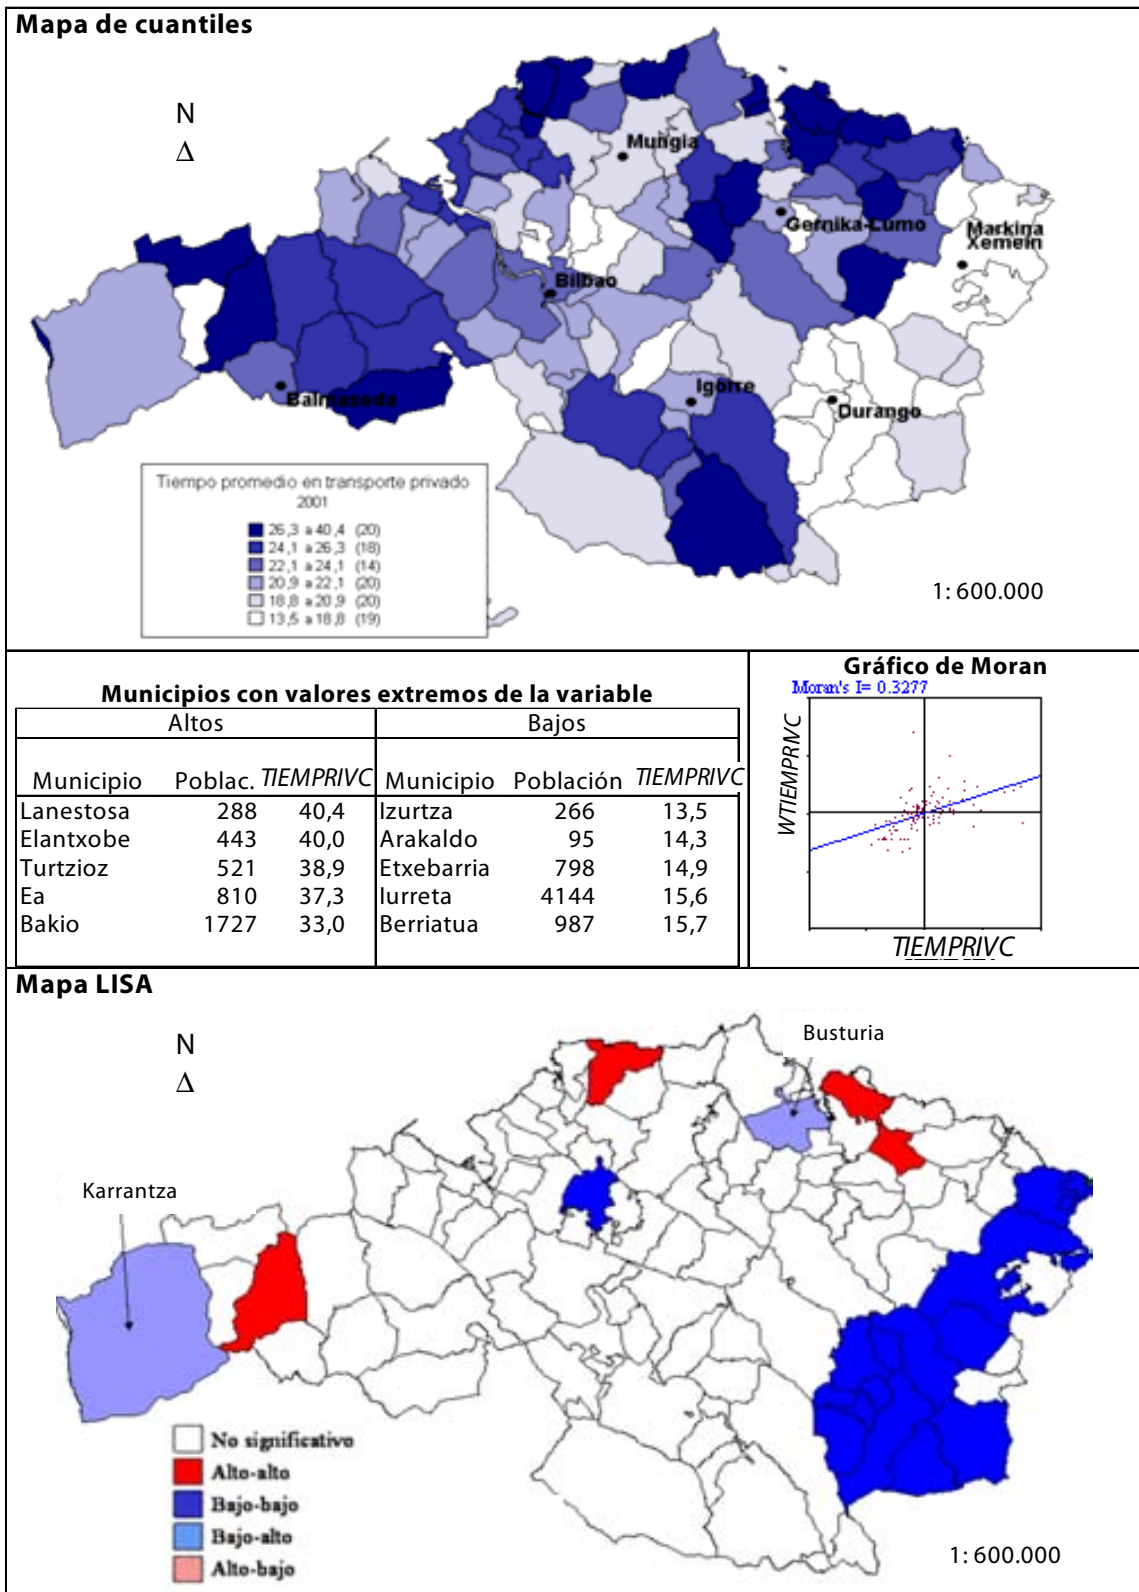 Mapa de cuantiles
N
Δ
Mungia
Gernika-Lumo
Markina
Xemein
Bilbao
Balmaseda
Igorre
Durango
Tiempo promedio en transporte privado
2001
26,3 a 40,4 (20)
24,1 a 26,3 (18)
22,1 a 24,1 (14)
20,9 a 22,1 (20)
18,8 a 20,9 (20)
13,5 a 18,8 (19)
1: 600.000
Municipios con valores extremos de la variable
Altos Bajos
Municipio Poblac. TIEMPRIVC Municipio Población TIEMPRIVC
Lanestosa 288 40,4 Izurtza 266 13,5
Elantxobe 443 40,0 Arakaldo 95 14,3
Turtzioz 521 38,9 Etxebarria 798 14,9
Ea 810 37,3 Iurreta 4144 15,6
Bakio 1727 33,0 Berriatua 987 15,7
Gráfico de Moran
Moran's I= 0.3277
WTIEMPRIVC
TIEMPRIVC
Mapa LISA
N
Δ
Busturia
Karrantza
No significativo
Alto-alto
Bajo-bajo
Bajo-alto
Alto-bajo
1: 600.000